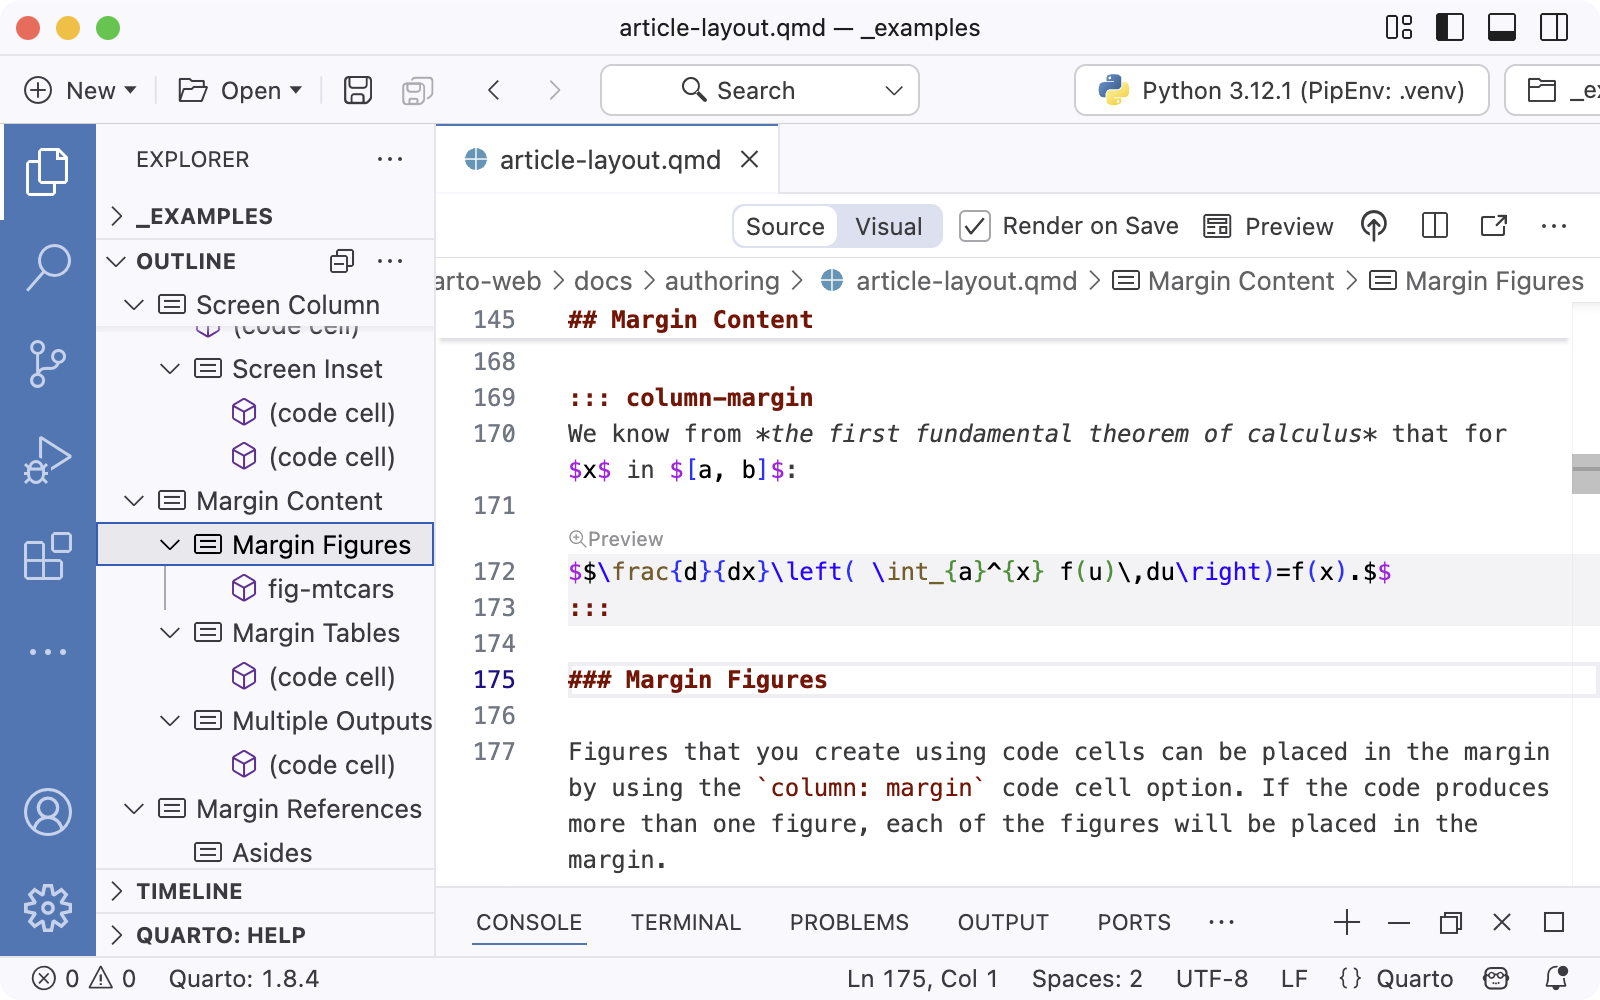 article-layout.qmd — _examples
New
Open
Search
Python 3.12.1 (PipEnv: .venv)
EXPLORER
_EXAMPLES
OUTLINE
Screen Column
(code cell)
Screen Inset
(code cell)
(code cell)
Margin Content
Margin Figures
fig-mtcars
Margin Tables
(code cell)
Multiple Outputs
(code cell)
Margin References
Asides
TIMELINE
QUARTO: HELP
article-layout.qmd
Source Visual Render on Save Preview
arto-web > docs > authoring > article-layout.qmd > Margin Content > Margin Figures
145 ## Margin Content
168
169 ::: column-margin
170 We know from *the first fundamental theorem of calculus* that for
$x$ in $[a, b]$:
171
Preview
172 $$\frac{d}{dx}\left( \int_{a}^{x} f(u)\,du\right)=f(x).$$
173 :::
174
175 ### Margin Figures
176
177 Figures that you create using code cells can be placed in the margin
by using the `column: margin` code cell option. If the code produces
more than one figure, each of the figures will be placed in the
margin.
CONSOLE TERMINAL PROBLEMS OUTPUT PORTS
0 0 Quarto: 1.8.4 Ln 175, Col 1 Spaces: 2 UTF-8 LF {} Quarto